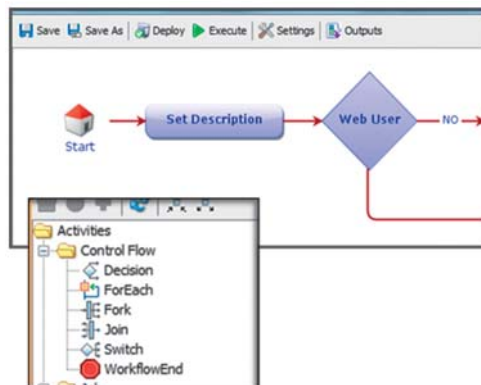 Save Save As Deploy Execute Settings Outputs
Set Description
Web User
NO
Start
Activities
Control Flow
Decision
ForEach
Fork
Join
Switch
WorkflowEnd